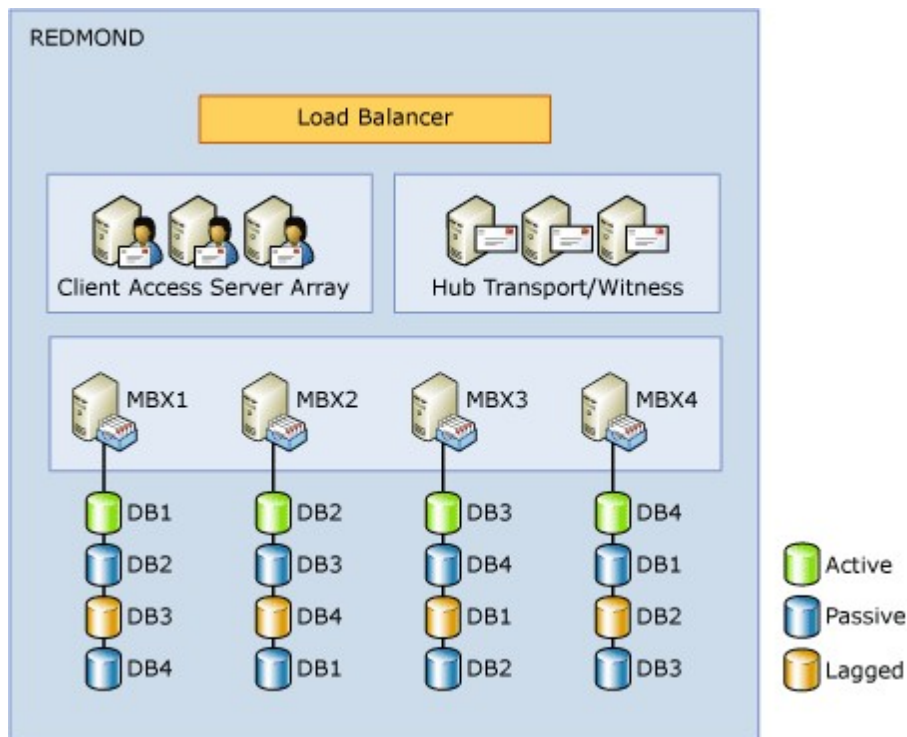 REDMOND
Load Balancer
Client Access Server Array
Hub Transport/Witness
MBX1
MBX2
MBX3
MBX4
DB1
DB2
DB3
DB4
DB2
DB3
DB4
DB1
DB3
DB4
DB1
DB2
DB4
DB1
DB2
DB3
Active
Passive
Lagged